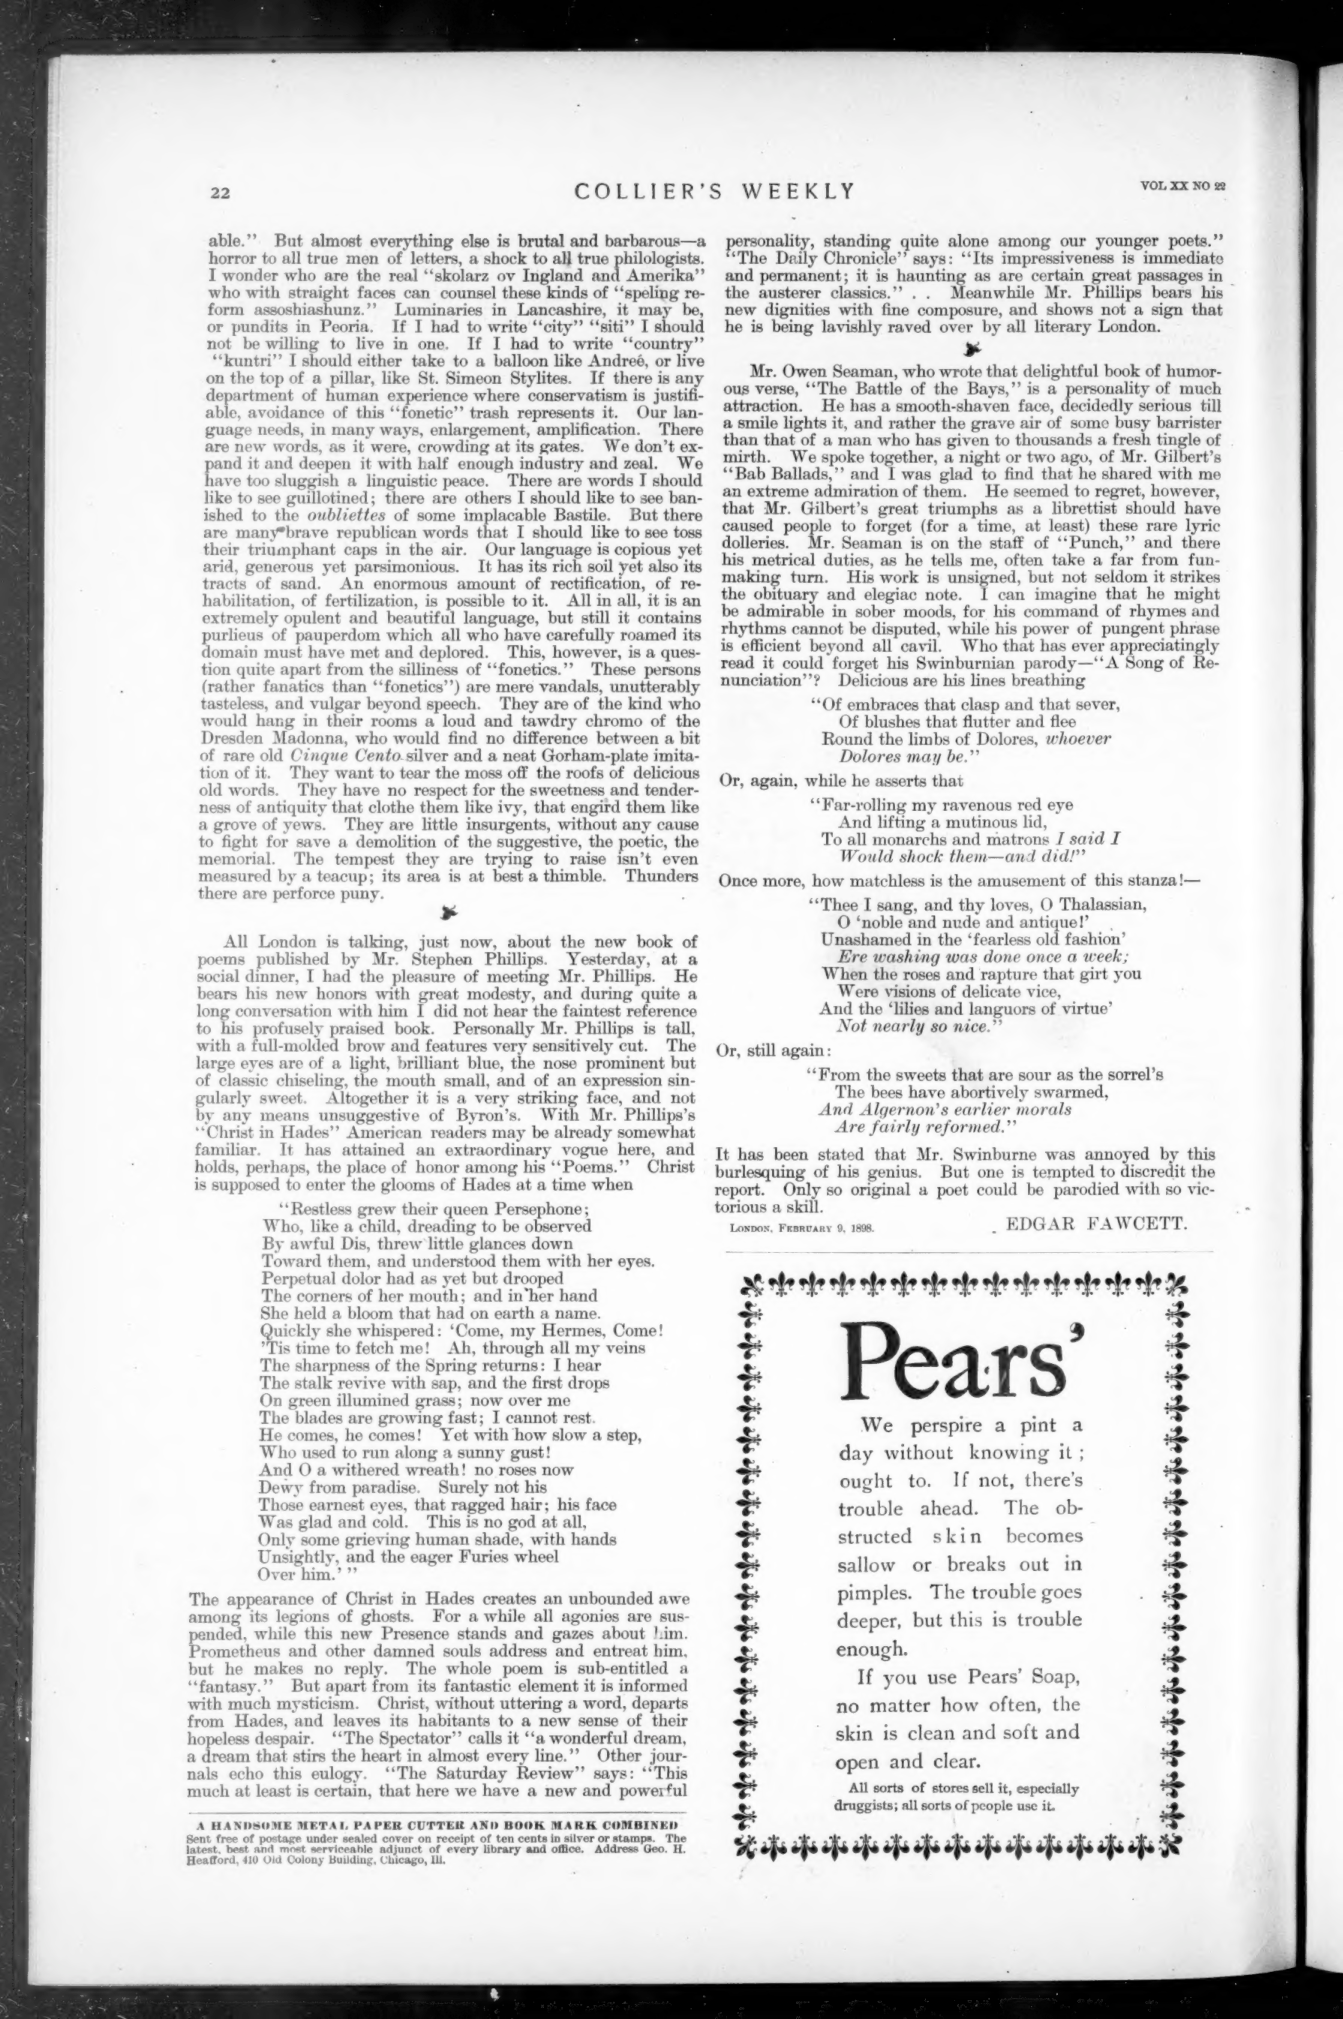 22
COLLIER'S WEEKLY
VOL XX NO 22
able." But almost everything else is brutal and barbarous—a
horror to all true men of letters, a shock to all true philologists.
I wonder who are the real "skolarz ov Ingland and Amerika"
who with straight faces can counsel these kinds of "speling re-
form assoshiashunz." Luminaries in Lancashire, it may be,
or pundits in Peoria. If I had to write "city" "siti" I should
not be willing to live in one. If I had to write "country"
"kuntri" I should either take to a balloon like Andreé, or live
on the top of a pillar, like St. Simeon Stylites. If there is any
department of human experience where conservatism is justifi-
able, avoidance of this "fonetic" trash represents it. Our lan-
guage needs, in many ways, enlargement, amplification. There
are new words, as it were, crowding at its gates. We don't ex-
pand it and deepen it with half enough industry and zeal. We
have too sluggish a linguistic peace. There are words I should
like to see guillotined; there are others I should like to see ban-
ished to the oubliettes of some implacable Bastile. But there
are many brave republican words that I should like to see toss
their triumphant caps in the air. Our language is copious yet
arid, generous yet parsimonious. It has its rich soil yet also its
tracts of sand. An enormous amount of rectification, of re-
habilitation, of fertilization, is possible to it. All in all, it is an
extremely opulent and beautiful language, but still it contains
purlieus of pauperdom which all who have carefully roamed its
domain must have met and deplored. This, however, is a ques-
tion quite apart from the silliness of "fonetics." These persons
(rather fanatics than "fonetics") are mere vandals, unutterably
tasteless, and vulgar beyond speech. They are of the kind who
would hang in their rooms a loud and tawdry chromo of the
Dresden Madonna, who would find no difference between a bit
of rare old Cinque Cento silver and a neat Gorham-plate imita-
tion of it. They want to tear the moss off the roofs of delicious
old words. They have no respect for the sweetness and tender-
ness of antiquity that clothe them like ivy, that engird them like
a grove of yews. They are little insurgents, without any cause
to fight for save a demolition of the suggestive, the poetic, the
memorial. The tempest they are trying to raise isn't even
measured by a teacup; its area is at best a thimble. Thunders
there are perforce puny.
All London is talking, just now, about the new book of
poems published by Mr. Stephen Phillips. Yesterday, at a
social dinner, I had the pleasure of meeting Mr. Phillips. He
bears his new honors with great modesty, and during quite a
long conversation with him I did not hear the faintest reference
to his profusely praised book. Personally Mr. Phillips is tall,
with a full-molded brow and features very sensitively cut. The
large eyes are of a light, brilliant blue, the nose prominent but
of classic chiseling, the mouth small, and of an expression sin-
gularly sweet. Altogether it is a very striking face, and not
by any means unsuggestive of Byron's. With Mr. Phillips's
"Christ in Hades" American readers may be already somewhat
familiar. It has attained an extraordinary vogue here, and
holds, perhaps, the place of honor among his "Poems." Christ
is supposed to enter the glooms of Hades at a time when
"Restless grew their queen Persephone;
Who, like a child, dreading to be observed
By awful Dis, threw little glances down
Toward them, and understood them with her eyes.
Perpetual dolor had as yet but drooped
The corners of her mouth; and in her hand
She held a bloom that had on earth a name.
Quickly she whispered: 'Come, my Hermes, Come!
'Tis time to fetch me! Ah, through all my veins
The sharpness of the Spring returns: I hear
The stalk revive with sap, and the first drops
On green illumined grass; now over me
The blades are growing fast; I cannot rest.
He comes, he comes! Yet with how slow a step,
Who used to run along a sunny gust!
And O a withered wreath! no roses now
Dewy from paradise. Surely not his
Those earnest eyes, that ragged hair; his face
Was glad and cold. This is no god at all,
Only some grieving human shade, with hands
Unsightly, and the eager Furies wheel
Over him.' "
The appearance of Christ in Hades creates an unbounded awe
among its legions of ghosts. For a while all agonies are sus-
pended, while this new Presence stands and gazes about him.
Prometheus and other damned souls address and entreat him,
but he makes no reply. The whole poem is sub-entitled a
"fantasy." But apart from its fantastic element it is informed
with much mysticism. Christ, without uttering a word, departs
from Hades, and leaves its habitants to a new sense of their
hopeless despair. "The Spectator" calls it "a wonderful dream,
a dream that stirs the heart in almost every line." Other jour-
nals echo this eulogy. "The Saturday Review" says: "This
much at least is certain, that here we have a new and powerful
A HANDSOME METAL PAPER CUTTER AND BOOK MARK COMBINED
Sent free of postage under sealed cover on receipt of ten cents in silver or stamps. The
latest, best and most serviceable adjunct of every library and office. Address Geo. H.
Heafford, 410 Old Colony Building, Chicago, Ill.
personality, standing quite alone among our younger poets."
"The Daily Chronicle" says: "Its impressiveness is immediate
and permanent; it is haunting as are certain great passages in
the austerer classics." . . Meanwhile Mr. Phillips bears his
new dignities with fine composure, and shows not a sign that
he is being lavishly raved over by all literary London.
Mr. Owen Seaman, who wrote that delightful book of humor-
ous verse, "The Battle of the Bays," is a personality of much
attraction. He has a smooth-shaven face, decidedly serious till
a smile lights it, and rather the grave air of some busy barrister
than that of a man who has given to thousands a fresh tingle of
mirth. We spoke together, a night or two ago, of Mr. Gilbert's
"Bab Ballads," and I was glad to find that he shared with me
an extreme admiration of them. He seemed to regret, however,
that Mr. Gilbert's great triumphs as a librettist should have
caused people to forget (for a time, at least) these rare lyric
dolleries. Mr. Seaman is on the staff of "Punch," and there
his metrical duties, as he tells me, often take a far from fun-
making turn. His work is unsigned, but not seldom it strikes
the obituary and elegiac note. I can imagine that he might
be admirable in sober moods, for his command of rhymes and
rhythms cannot be disputed, while his power of pungent phrase
is efficient beyond all cavil. Who that has ever appreciatingly
read it could forget his Swinburnian parody—"A Song of Re-
nunciation"? Delicious are his lines breathing
"Of embraces that clasp and that sever,
Of blushes that flutter and flee
Round the limbs of Dolores, whoever
Dolores may be."
Or, again, while he asserts that
"Far-rolling my ravenous red eye
And lifting a mutinous lid,
To all monarchs and matrons I said I
Would shock them—and did!"
Once more, how matchless is the amusement of this stanza!—
"Thee I sang, and thy loves, O Thalassian,
O 'noble and nude and antique!'
Unashamed in the 'fearless old fashion'
Ere washing was done once a week;
When the roses and rapture that girt you
Were visions of delicate vice,
And the 'lilies and languors of virtue'
Not nearly so nice."
Or, still again:
"From the sweets that are sour as the sorrel's
The bees have abortively swarmed,
And Algernon's earlier morals
Are fairly reformed."
It has been stated that Mr. Swinburne was annoyed by this
burlesquing of his genius. But one is tempted to discredit the
report. Only so original a poet could be parodied with so vic-
torious a skill.
LONDON, FEBRUARY 9, 1898. EDGAR FAWCETT.
Pears'
We perspire a pint a
day without knowing it ;
ought to. If not, there's
trouble ahead. The ob-
structed skin becomes
sallow or breaks out in
pimples. The trouble goes
deeper, but this is trouble
enough.
If you use Pears' Soap,
no matter how often, the
skin is clean and soft and
open and clear.
All sorts of stores sell it, especially
druggists; all sorts of people use it.